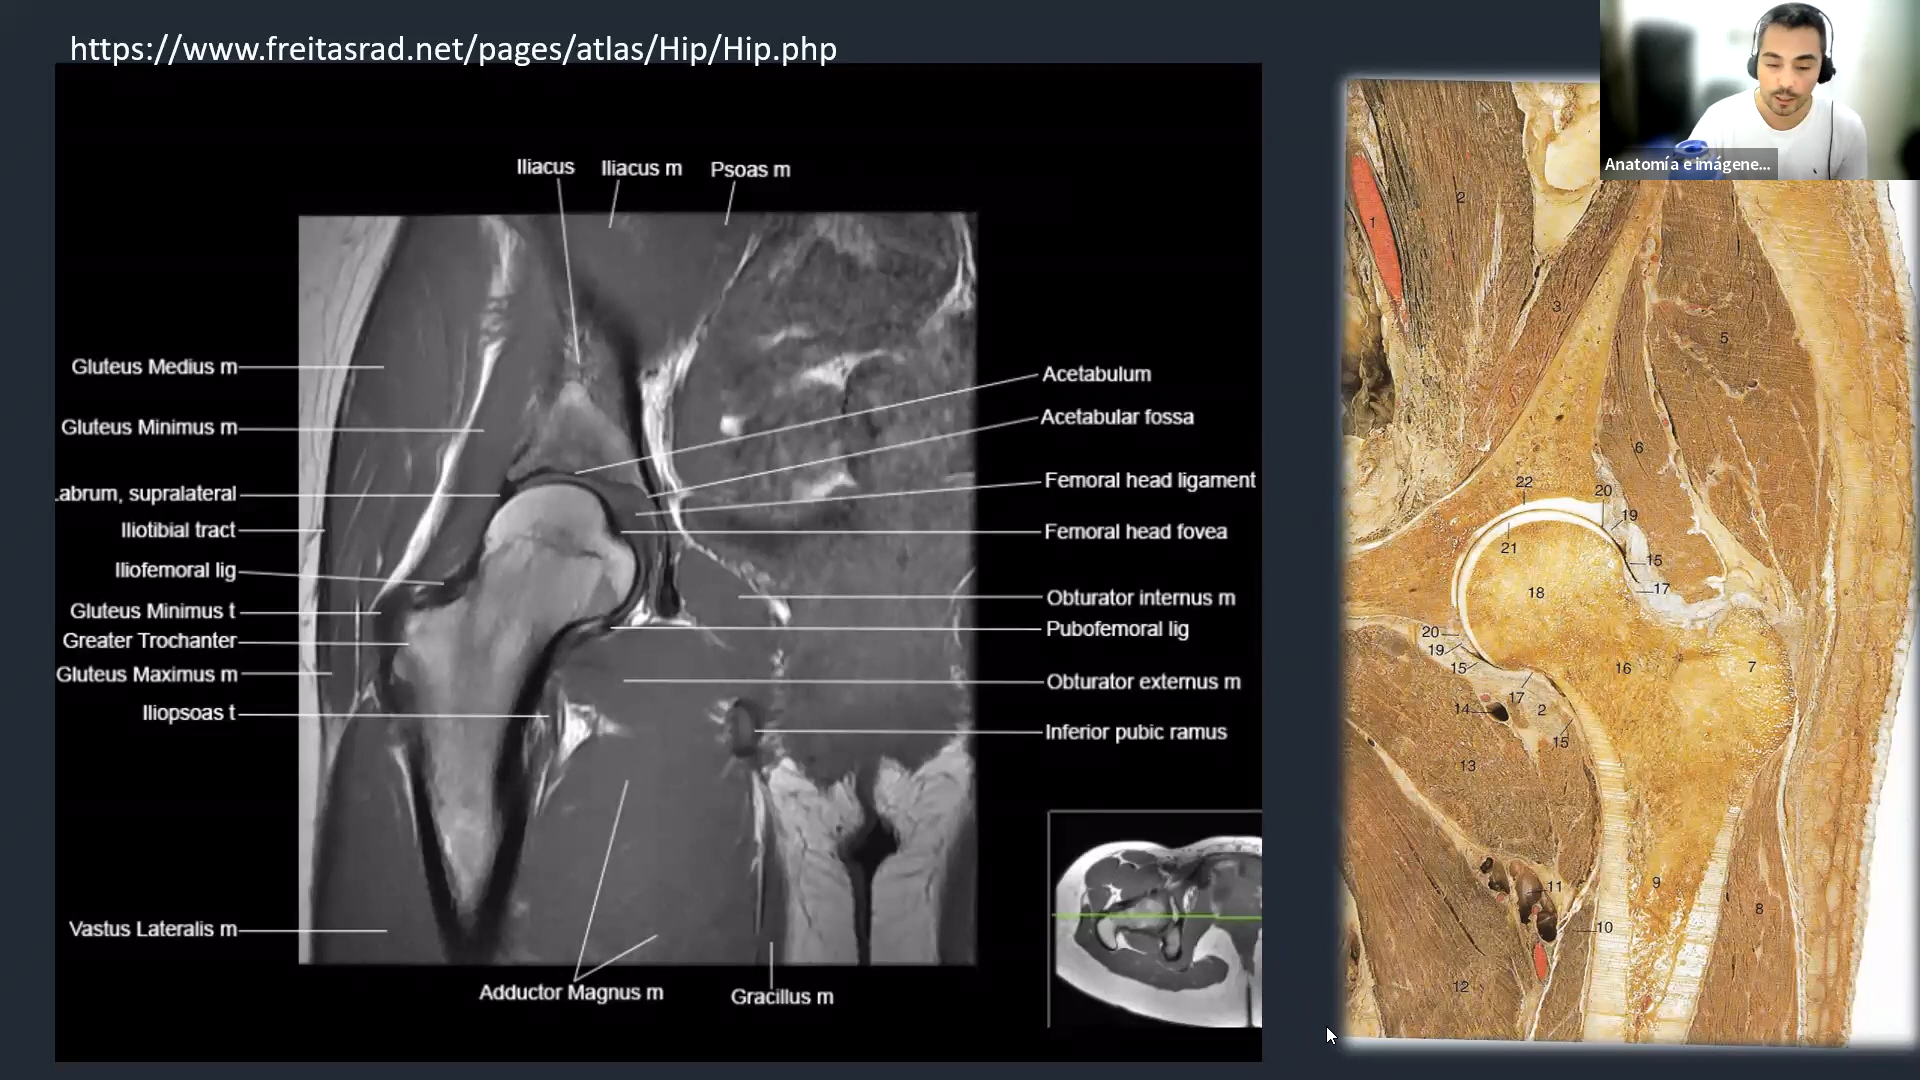 https://www.freitasrad.net/pages/atlas/Hip/Hip.php
Anatomía e imágene...
Iliacus
Iliacus m
Psoas m
Gluteus Medius m
Gluteus Minimus m
Labrum, supralateral
Iliotibial tract
Iliofemoral lig
Gluteus Minimus t
Greater Trochanter
Gluteus Maximus m
Iliopsoas t
Vastus Lateralis m
Adductor Magnus m
Gracillus m
Acetabulum
Acetabular fossa
Femoral head ligament
Femoral head fovea
Obturator internus m
Pubofemoral lig
Obturator externus m
Inferior pubic ramus
1
2
3
5
6
22
20
19
21
15
18
17
20
19
15
16
7
17
14
2
15
13
9
11
8
10
12